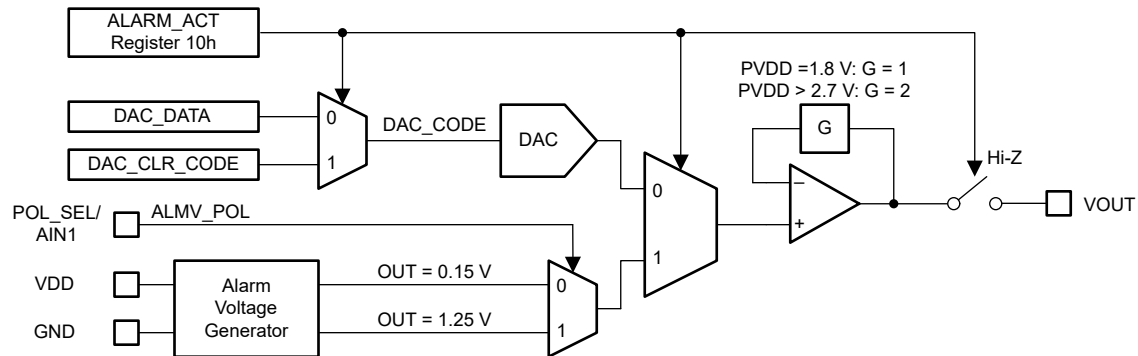 ALARM_ACT
Register 10h
PVDD =1.8 V: G = 1
PVDD > 2.7 V: G = 2
DAC_DATA
0
DAC_CODE
DAC
G
DAC_CLR_CODE
1
Hi-Z
0
–
+
VOUT
POL_SEL/
AIN1
ALMV_POL
1
VDD
Alarm
Voltage
Generator
OUT = 0.15 V
0
GND
OUT = 1.25 V
1